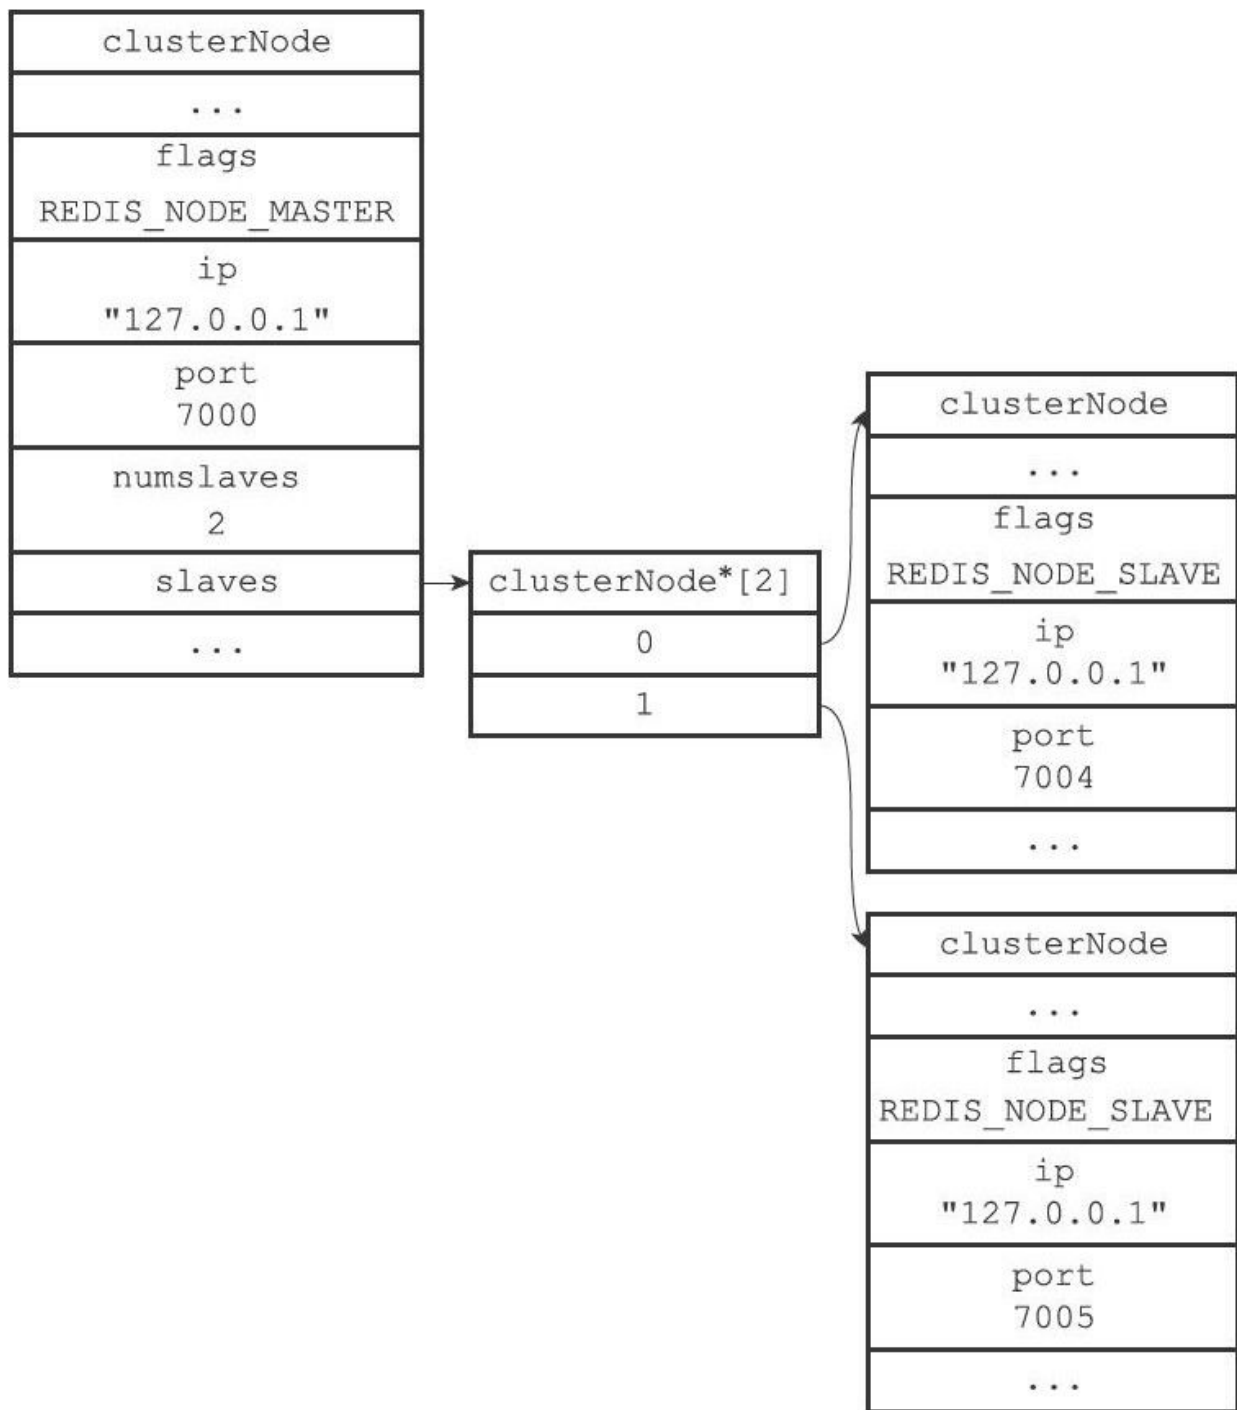 clusterNode
...
flags
REDIS_NODE_MASTER
ip
"127.0.0.1"
port
7000
numslaves
2
slaves
...
clusterNode*[2]
0
1
clusterNode
...
flags
REDIS_NODE_SLAVE
ip
"127.0.0.1"
port
7004
...
clusterNode
...
flags
REDIS_NODE_SLAVE
ip
"127.0.0.1"
port
7005
...